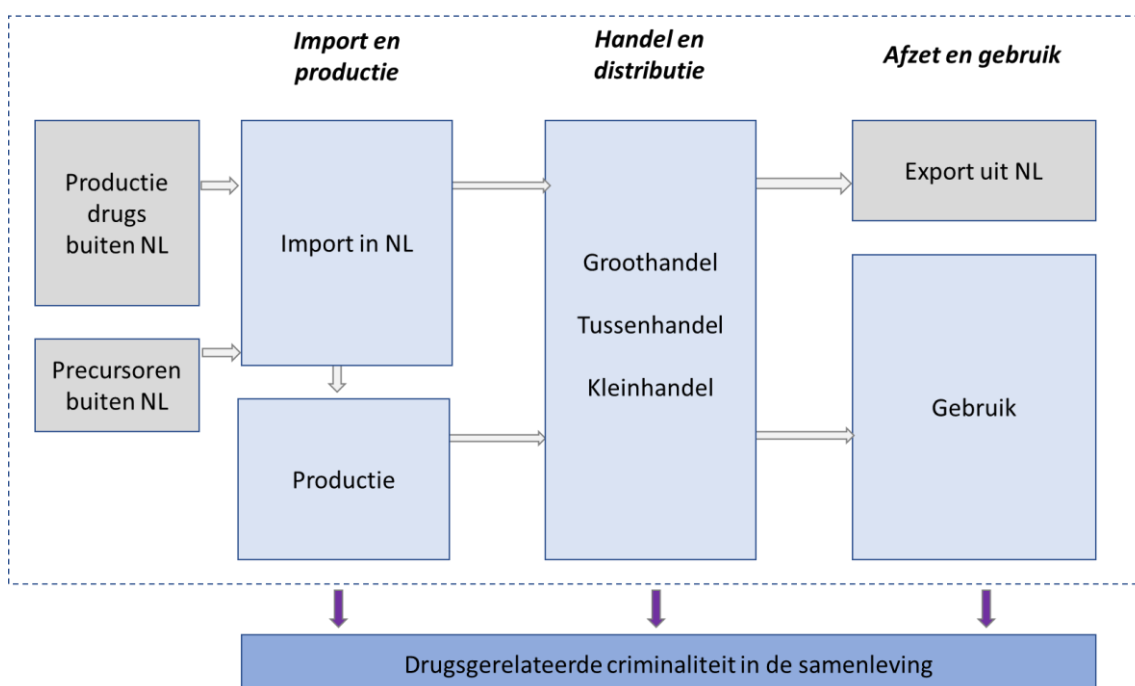 Import en
productie
Handel en
distributie
Afzet en gebruik
Productie
drugs
buiten NL
Import in NL
Precursoren
buiten NL
Productie
Groothandel
Tussenhandel
Kleinhandel
Export uit NL
Gebruik
Drugsgerelateerde criminaliteit in de samenleving